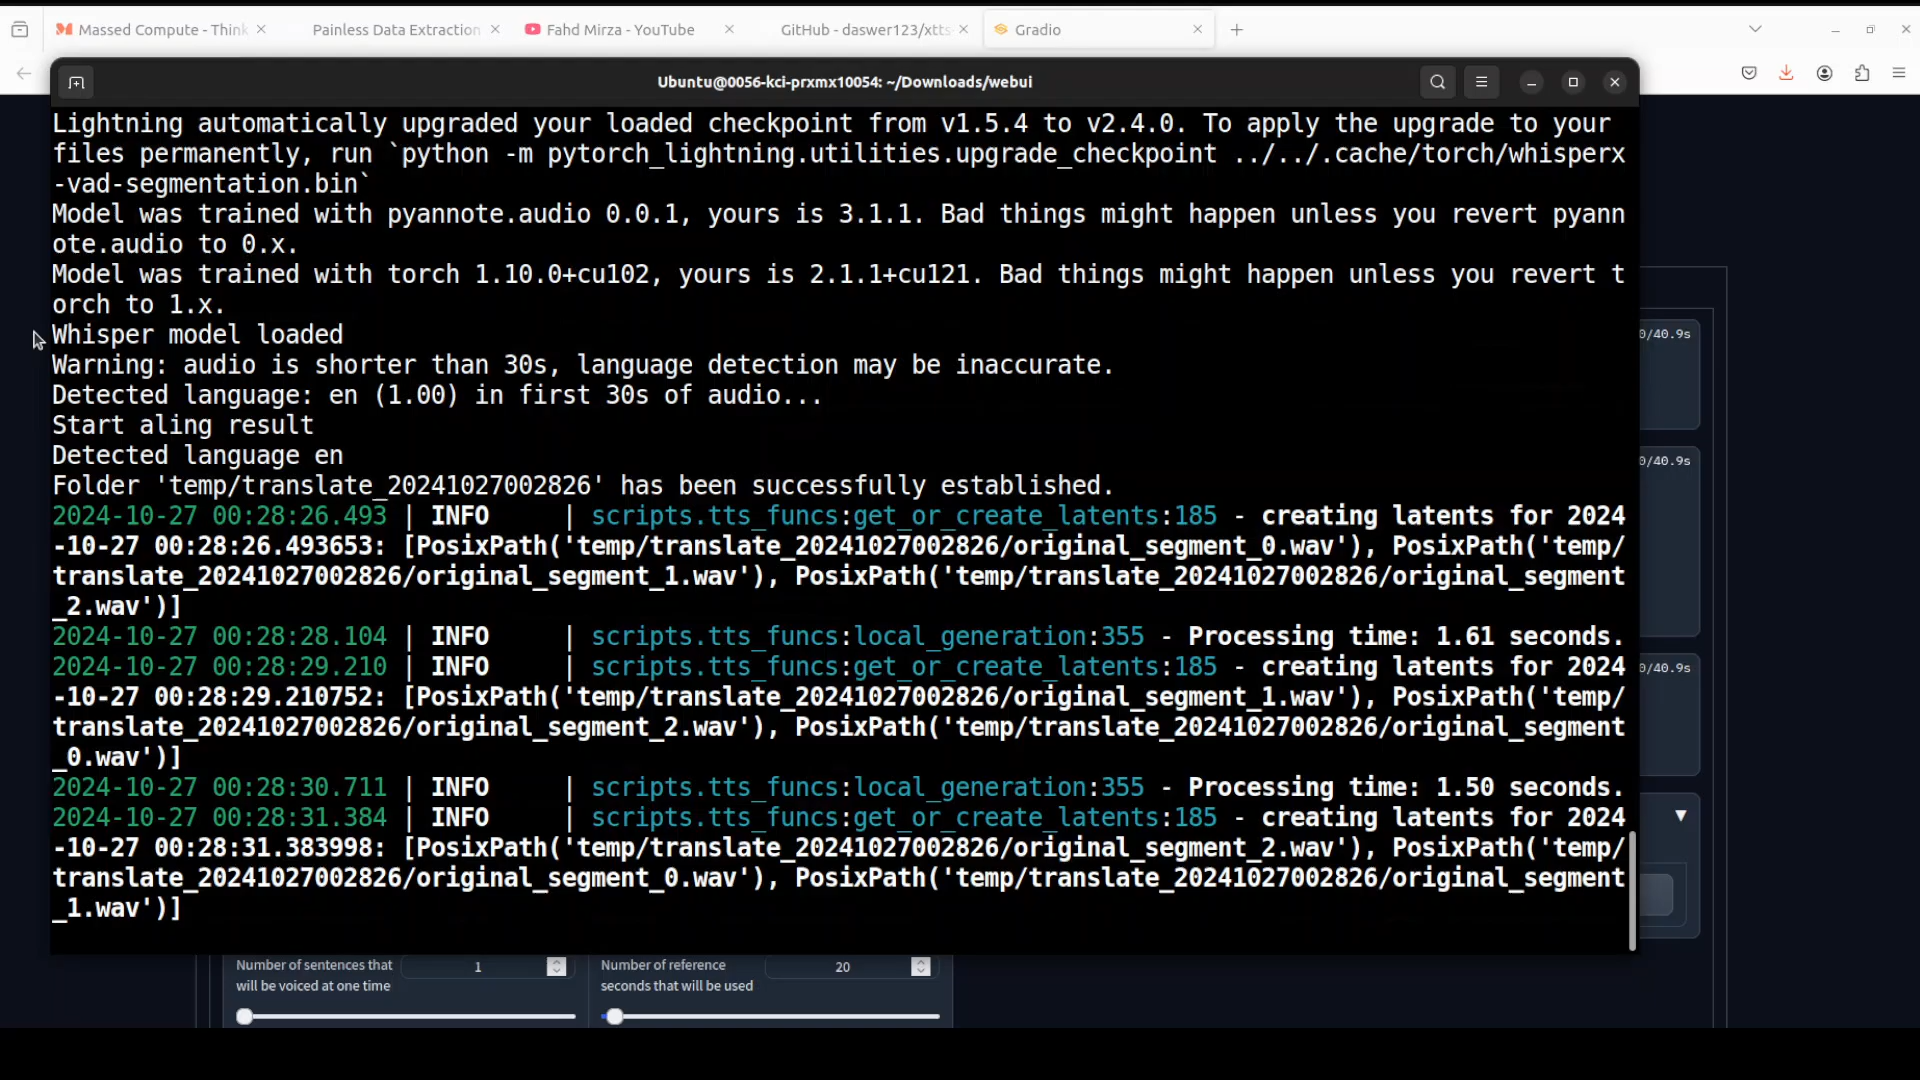 Massed Compute - Think
Painless Data Extraction
Fahd Mirza - YouTube
GitHub - daswer123/xtts
Gradio
Ubuntu@0056-kci-prxmx10054: ~/Downloads/webui
Lightning automatically upgraded your loaded checkpoint from v1.5.4 to v2.4.0. To apply the upgrade to your
files permanently, run `python -m pytorch_lightning.utilities.upgrade_checkpoint ../../.cache/torch/whisperx
-vad-segmentation.bin`
Model was trained with pyannote.audio 0.0.1, yours is 3.1.1. Bad things might happen unless you revert pyann
ote.audio to 0.x.
Model was trained with torch 1.10.0+cu102, yours is 2.1.1+cu121. Bad things might happen unless you revert t
orch to 1.x.
Whisper model loaded
Warning: audio is shorter than 30s, language detection may be inaccurate.
Detected language: en (1.00) in first 30s of audio...
Start aling result
Detected language en
Folder 'temp/translate_20241027002826' has been successfully established.
2024-10-27 00:28:26.493 | INFO     | scripts.tts_funcs:get_or_create_latents:185 - creating latents for 2024
-10-27 00:28:26.493653: [PosixPath('temp/translate_20241027002826/original_segment_0.wav'), PosixPath('temp/
translate_20241027002826/original_segment_1.wav'), PosixPath('temp/translate_20241027002826/original_segment
_2.wav')]
2024-10-27 00:28:28.104 | INFO     | scripts.tts_funcs:local_generation:355 - Processing time: 1.61 seconds.
2024-10-27 00:28:29.210 | INFO     | scripts.tts_funcs:get_or_create_latents:185 - creating latents for 2024
-10-27 00:28:29.210752: [PosixPath('temp/translate_20241027002826/original_segment_1.wav'), PosixPath('temp/
translate_20241027002826/original_segment_2.wav'), PosixPath('temp/translate_20241027002826/original_segment
_0.wav')]
2024-10-27 00:28:30.711 | INFO     | scripts.tts_funcs:local_generation:355 - Processing time: 1.50 seconds.
2024-10-27 00:28:31.384 | INFO     | scripts.tts_funcs:get_or_create_latents:185 - creating latents for 2024
-10-27 00:28:31.383998: [PosixPath('temp/translate_20241027002826/original_segment_2.wav'), PosixPath('temp/
translate_20241027002826/original_segment_0.wav'), PosixPath('temp/translate_20241027002826/original_segment
_1.wav')]
0/40.9s
0/40.9s
0/40.9s
Number of sentences that
will be voiced at one time
1
Number of reference
seconds that will be used
20